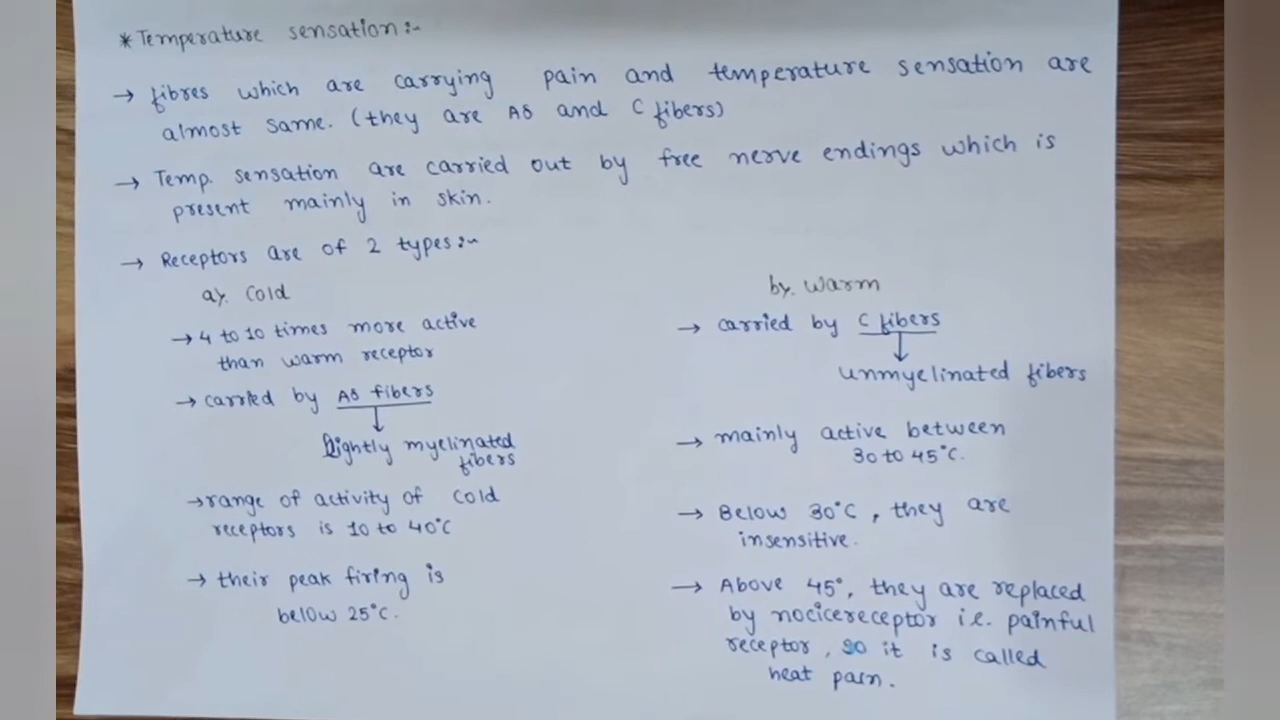 * Temperature sensation:-
→ fibres which are carrying pain and temperature sensation are
almost same. (they are Aδ and C fibers)
→ Temp. sensation are carried out by free nerve endings which is
present mainly in skin.
→ Receptors are of 2 types:-
a). Cold
→ 4 to 10 times more active
than warm receptor
→ carried by Aδ fibers
↓
Lightly myelinated
fibers
→ range of activity of cold
receptors is 10 to 40°C
→ their peak firing is
below 25°C.
b). Warm
→ carried by C fibers
↓
unmyelinated fibers
→ mainly active between
30 to 45°C.
→ Below 30°C, they are
insensitive.
→ Above 45°, they are replaced
by nocicereceptor i.e. painful
receptor, so it is called
heat pain.